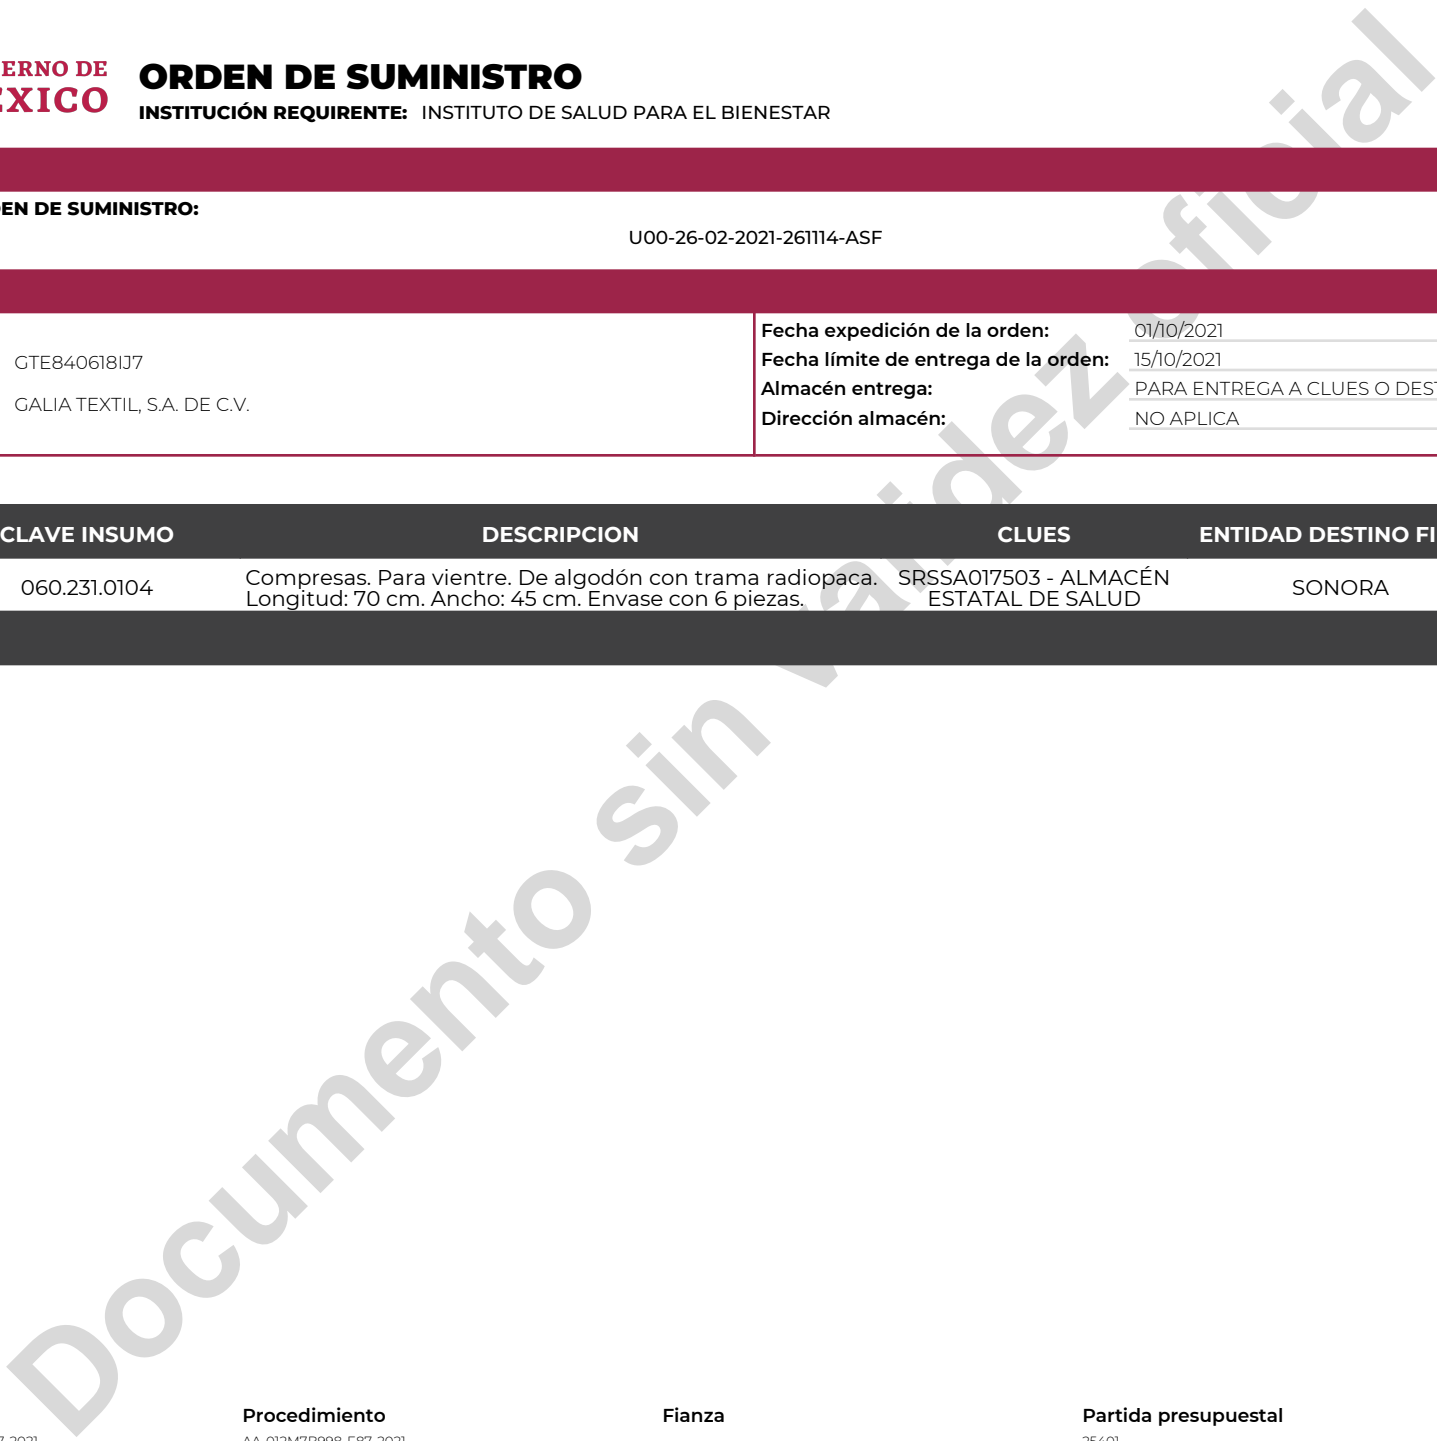 ERNO DE
EXICO
ORDEN DE SUMINISTRO
INSTITUCIÓN REQUIRENTE: INSTITUTO DE SALUD PARA EL BIENESTAR
EN DE SUMINISTRO:
U00-26-02-2021-261114-ASF
GTE840618IJ7
GALIA TEXTIL, S.A. DE C.V.
Fecha expedición de la orden: 01/10/2021
Fecha límite de entrega de la orden: 15/10/2021
Almacén entrega: PARA ENTREGA A CLUES O DEST
Dirección almacén: NO APLICA
CLAVE INSUMO DESCRIPCION CLUES ENTIDAD DESTINO FI
060.231.0104 Compresas. Para vientre. De algodón con trama radiopaca. SRSSA017503 - ALMACÉN SONORA
Longitud: 70 cm. Ancho: 45 cm. Envase con 6 piezas. ESTATAL DE SALUD
Documento sin validez oficial
Procedimiento Fianza Partida presupuestal